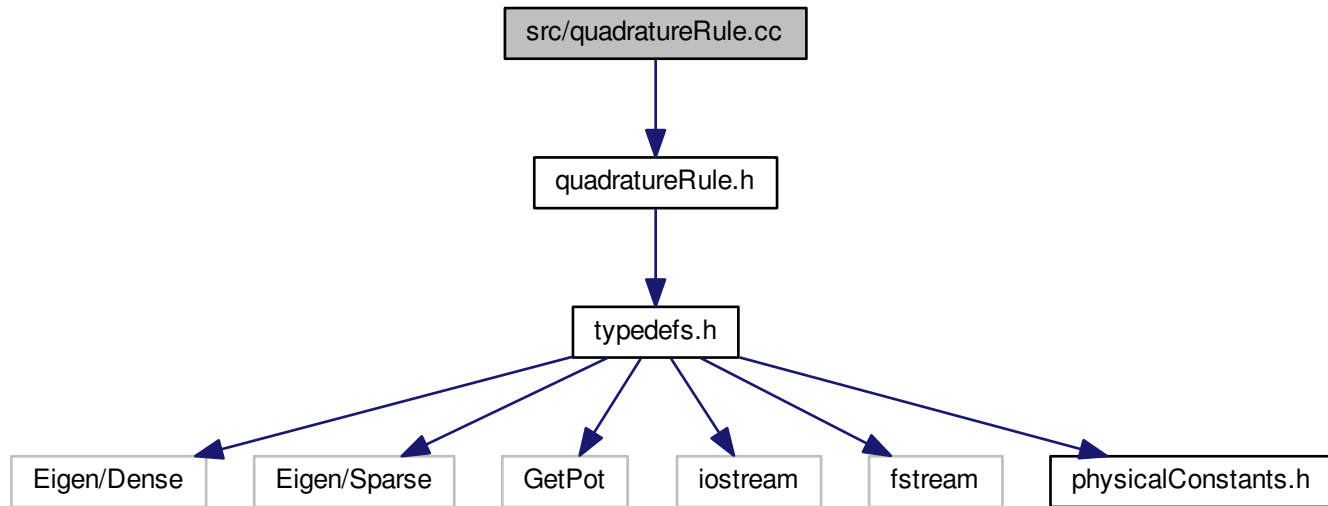 src/quadratureRule.cc
quadratureRule.h
typedefs.h
Eigen/Dense
Eigen/Sparse
GetPot
iostream
fstream
physicalConstants.h